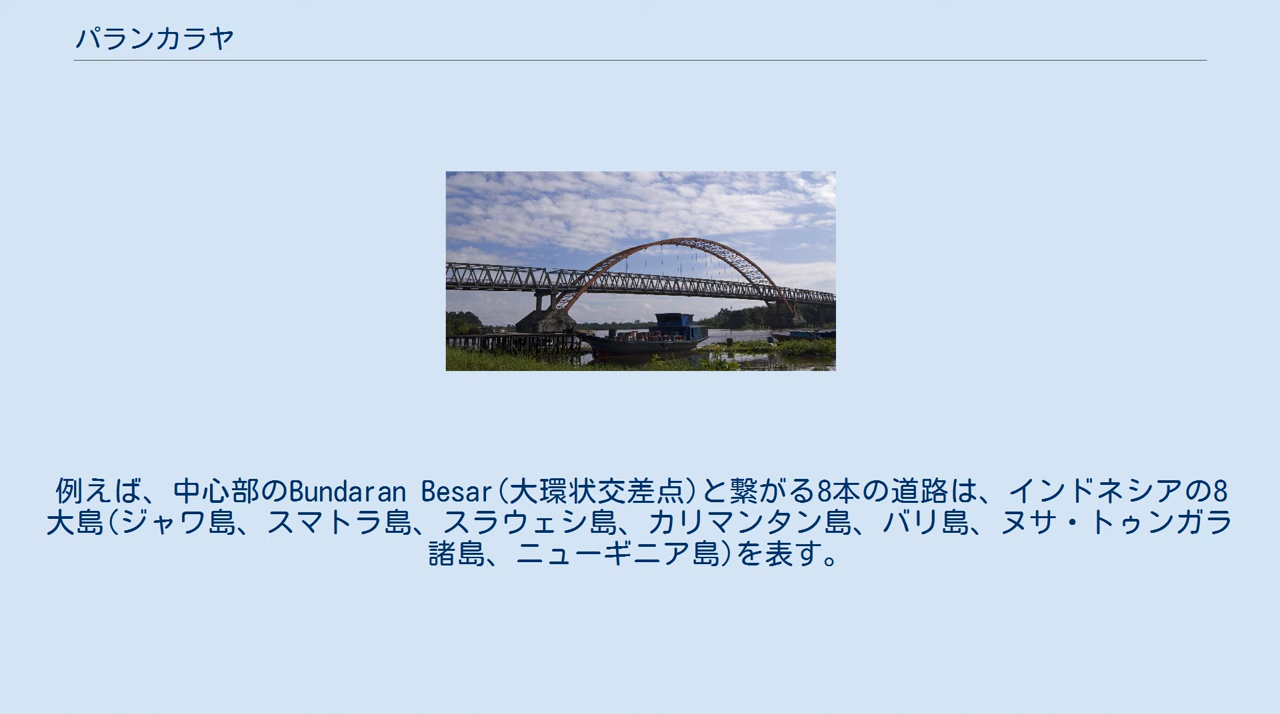 パランカラヤ
例えば、中心部のBundaran Besar(大環状交差点)と繋がる8本の道路は、インドネシアの8
大島(ジャワ島、スマトラ島、スラウェシ島、カリマンタン島、バリ島、ヌサ・トゥンガラ
諸島、ニューギニア島)を表す。